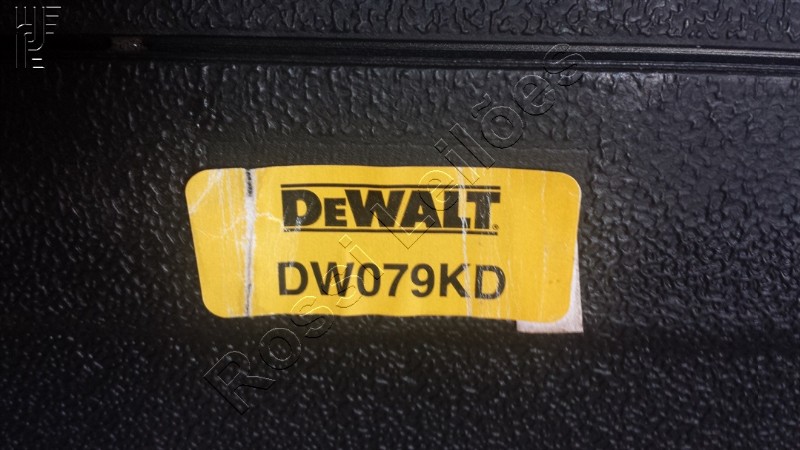 DEWALT
DW079KD
Rossi Leilões